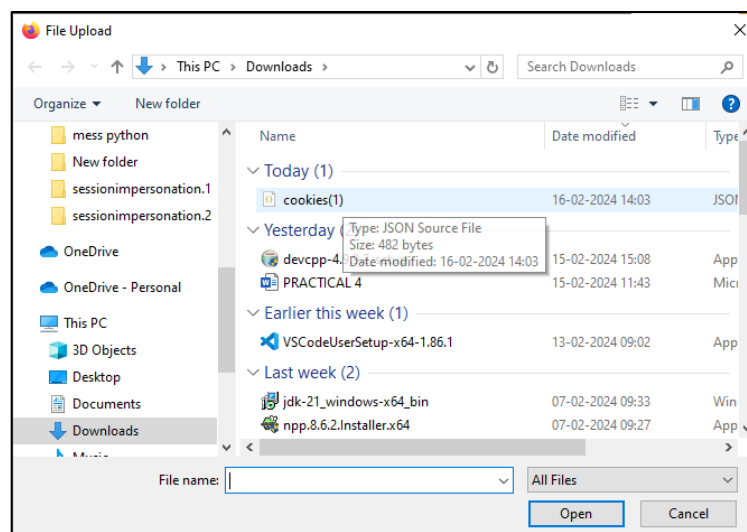 File Upload
This PC > Downloads >
Search Downloads
Organize
New folder
Name
Date modified
Type
mess python
New folder
sessionimpersonation.1
sessionimpersonation.2
OneDrive
OneDrive - Personal
This PC
3D Objects
Desktop
Documents
Downloads
Music
Today (1)
cookies(1) 16-02-2024 14:03
Type: JSON Source File
Size: 482 bytes
Date modified: 16-02-2024 14:03
Yesterday
devcpp-4. 15-02-2024 15:08 App
PRACTICAL 4 15-02-2024 11:43
Earlier this week (1)
VSCodeUserSetup-x64-1.86.1 13-02-2024 09:02 App
Last week (2)
jdk-21_windows-x64_bin 07-02-2024 09:33 Win
npp.8.6.2.Installer.x64 07-02-2024 09:27 App
File name:
All Files
Open
Cancel